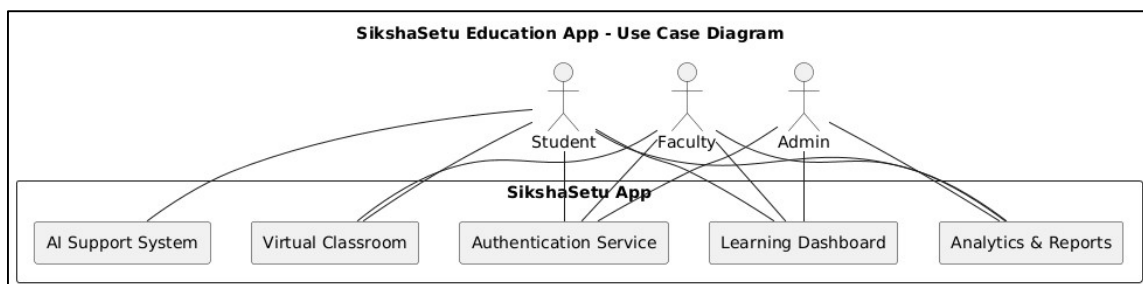 SikshaSetu Education App - Use Case Diagram
Student Faculty Admin
SikshaSetu App
AI Support System Virtual Classroom Authentication Service Learning Dashboard Analytics & Reports